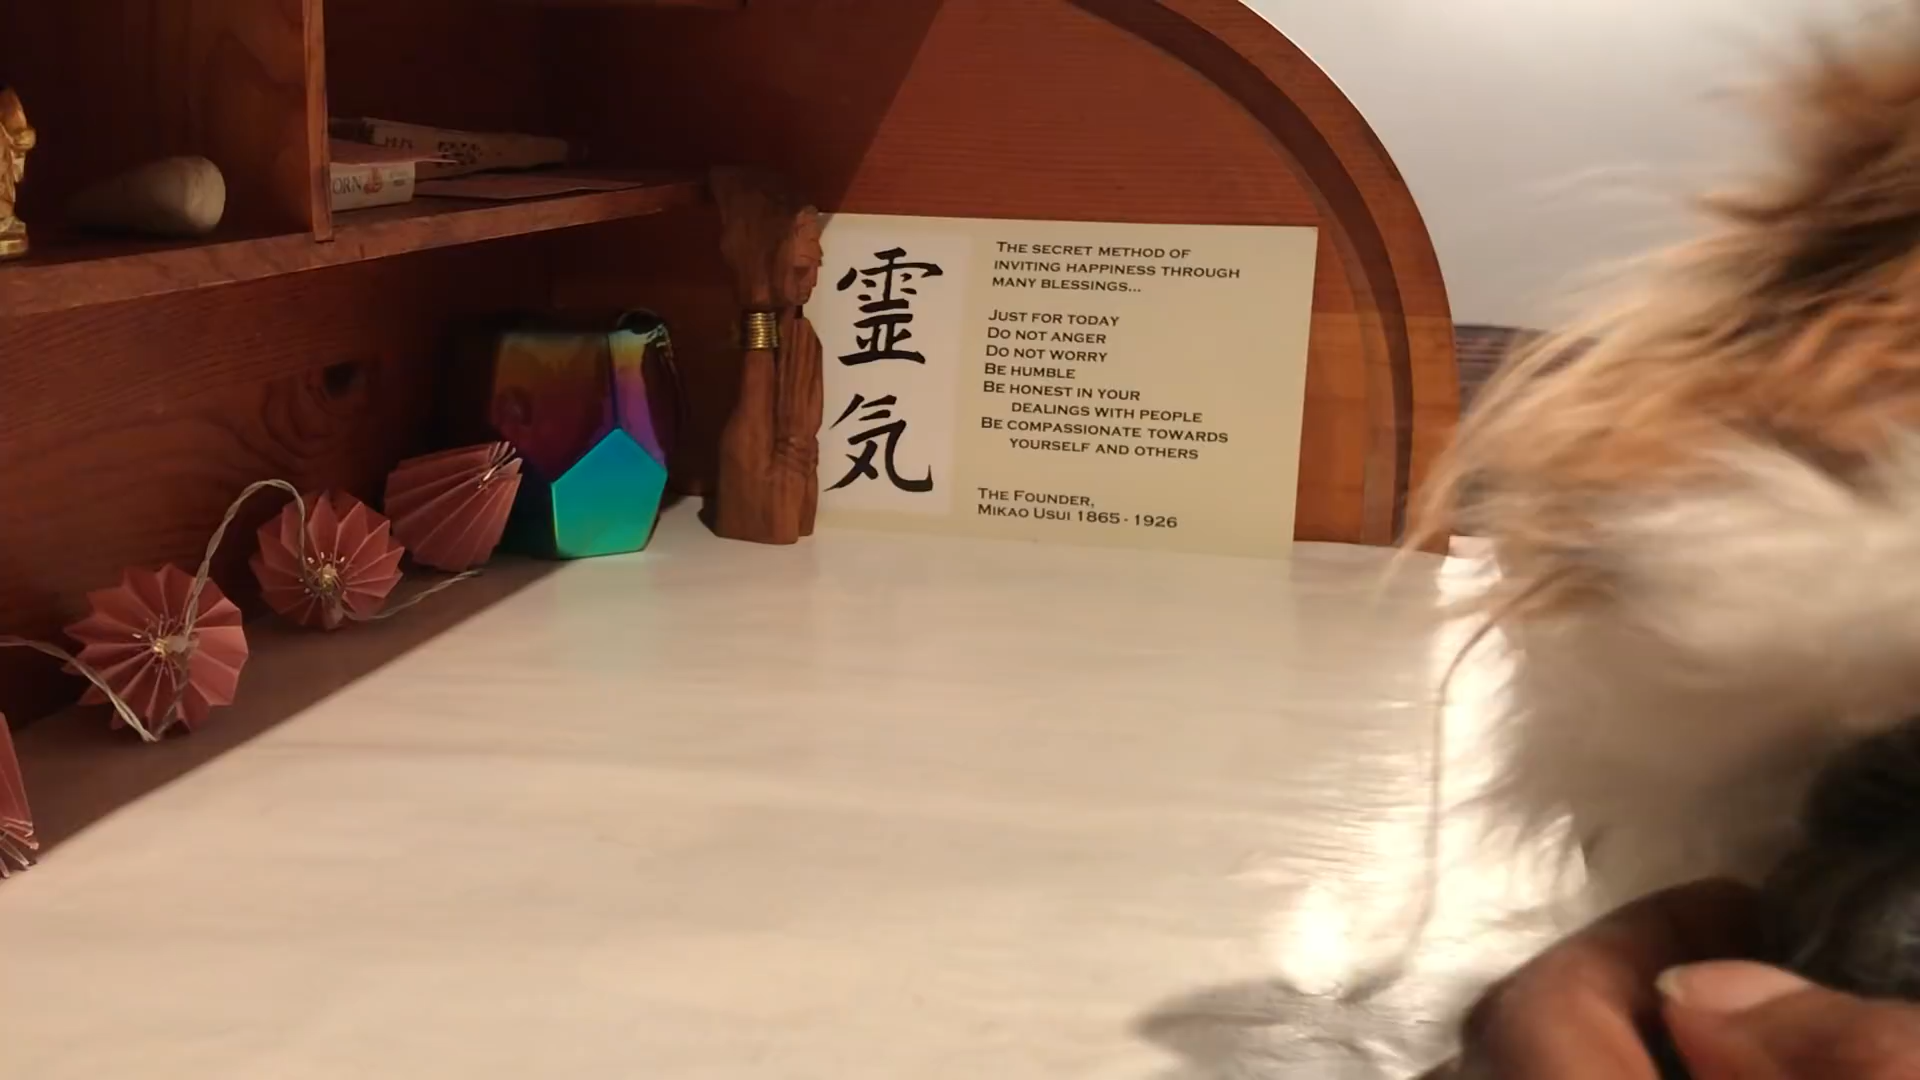 霊
気
THE SECRET METHOD OF
INVITING HAPPINESS THROUGH
MANY BLESSINGS...
JUST FOR TODAY
DO NOT ANGER
DO NOT WORRY
BE HUMBLE
BE HONEST IN YOUR
DEALINGS WITH PEOPLE
BE COMPASSIONATE TOWARDS
YOURSELF AND OTHERS
THE FOUNDER,
MIKAO USUI 1865 - 1926
ORN